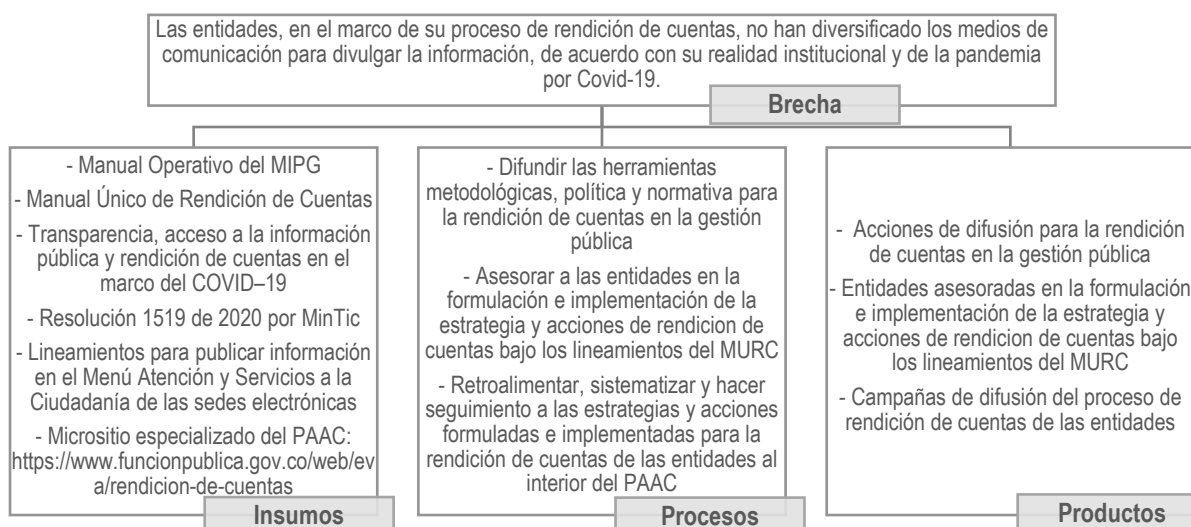 Las entidades, en el marco de su proceso de rendición de cuentas, no han diversificado los medios de
comunicación para divulgar la información, de acuerdo con su realidad institucional y de la pandemia
por Covid-19.
Brecha
- Manual Operativo del MIPG
- Manual Único de Rendición de Cuentas
- Transparencia, acceso a la información
pública y rendición de cuentas en el
marco del COVID–19
- Resolución 1519 de 2020 por MinTic
- Lineamientos para publicar información
en el Menú Atención y Servicios a la
Ciudadanía de las sedes electrónicas
- Micrositio especializado del PAAC:
https://www.funcionpublica.gov.co/web/ev
a/rendicion-de-cuentas
Insumos
- Difundir las herramientas
metodológicas, política y normativa para
la rendición de cuentas en la gestión
pública
- Asesorar a las entidades en la
formulación e implementación de la
estrategia y acciones de rendicion de
cuentas bajo los lineamientos del MURC
- Retroalimentar, sistematizar y hacer
seguimiento a las estrategias y acciones
formuladas e implementadas para la
rendición de cuentas de las entidades al
interior del PAAC
Procesos
- Acciones de difusión para la rendición
de cuentas en la gestión pública
- Entidades asesoradas en la formulación
e implementación de la estrategia y
acciones de rendicion de cuentas bajo
los lineamientos del MURC
- Campañas de difusión del proceso de
rendición de cuentas de las entidades
Productos